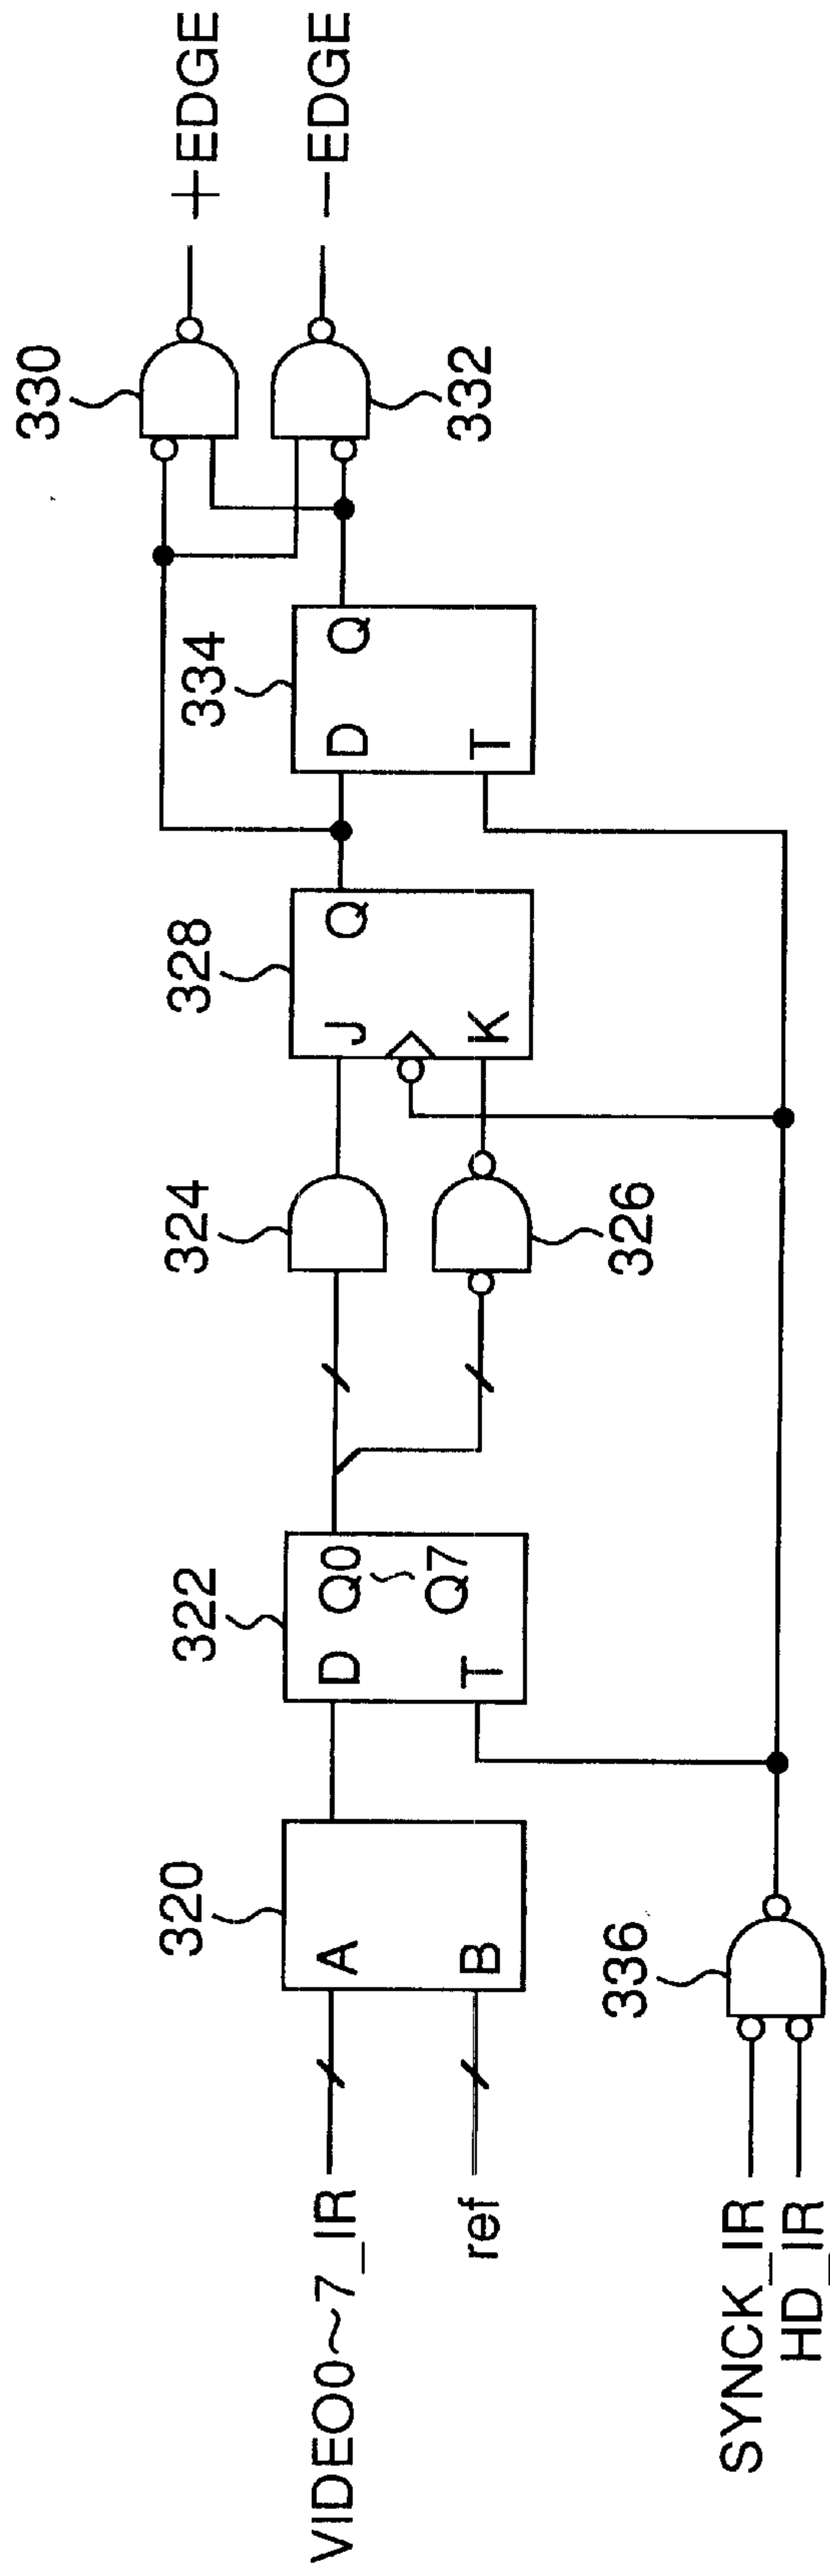 VIDEO0~7_IR
ref
A
B
320
D
T
Q0
Q7
322
324
326
J
K
Q
328
D
T
Q
334
330
332
+EDGE
-EDGE
SYNCK_IR
HD_IR
336